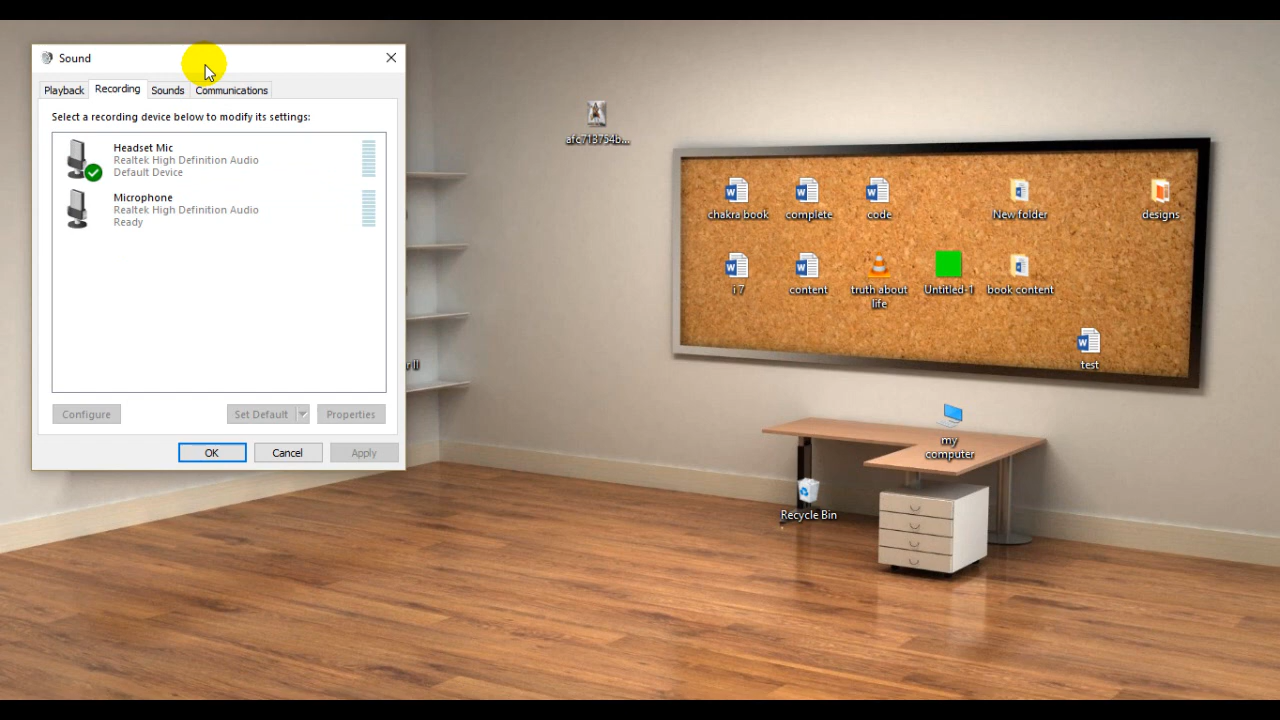 Sound
Playback
Recording
Sounds
Communications
Select a recording device below to modify its settings:
Headset Mic
Realtek High Definition Audio
Default Device
Microphone
Realtek High Definition Audio
Ready
Configure
Set Default
Properties
OK
Cancel
Apply
afc713754b...
chakra book
complete
code
New folder
designs
i 7
content
truth about
life
Untitled-1
book content
test
my
computer
Recycle Bin